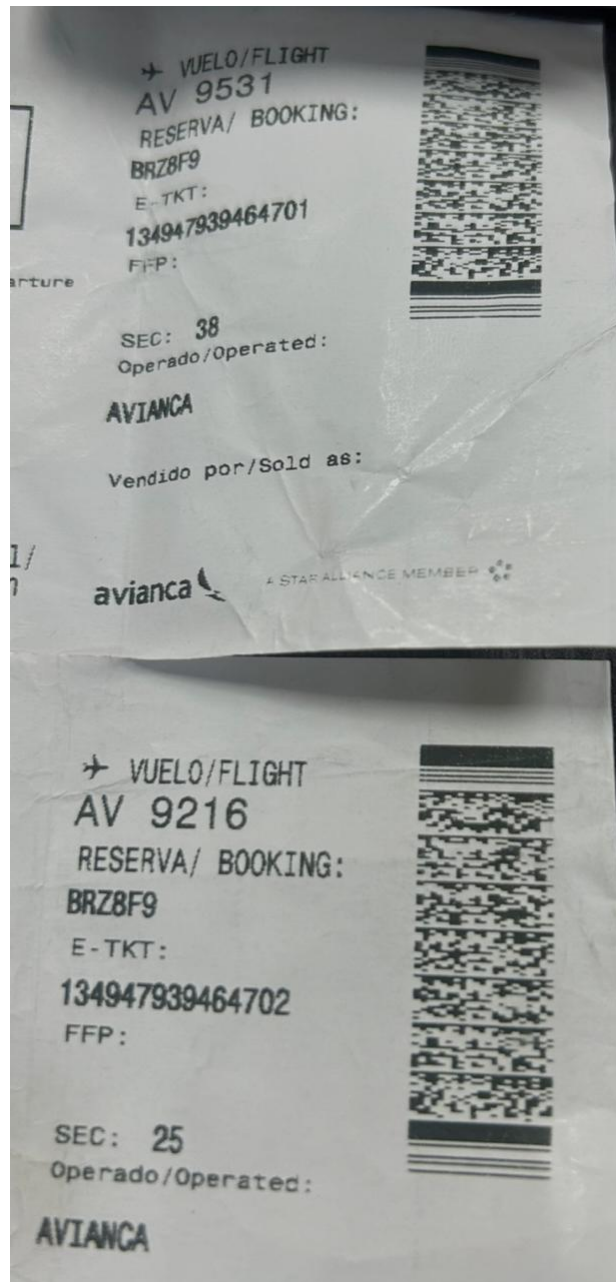 VUELO/FLIGHT
AV 9531
RESERVA/ BOOKING:
BRZ8F9
E-TKT:
134947939464701
FFP:
arture
SEC: 38
Operado/Operated:
AVIANCA
Vendido por/Sold as:
avianca
A STAR ALLIANCE MEMBER
VUELO/FLIGHT
AV 9216
RESERVA/ BOOKING:
BRZ8F9
E-TKT:
134947939464702
FFP:
SEC: 25
Operado/Operated:
AVIANCA